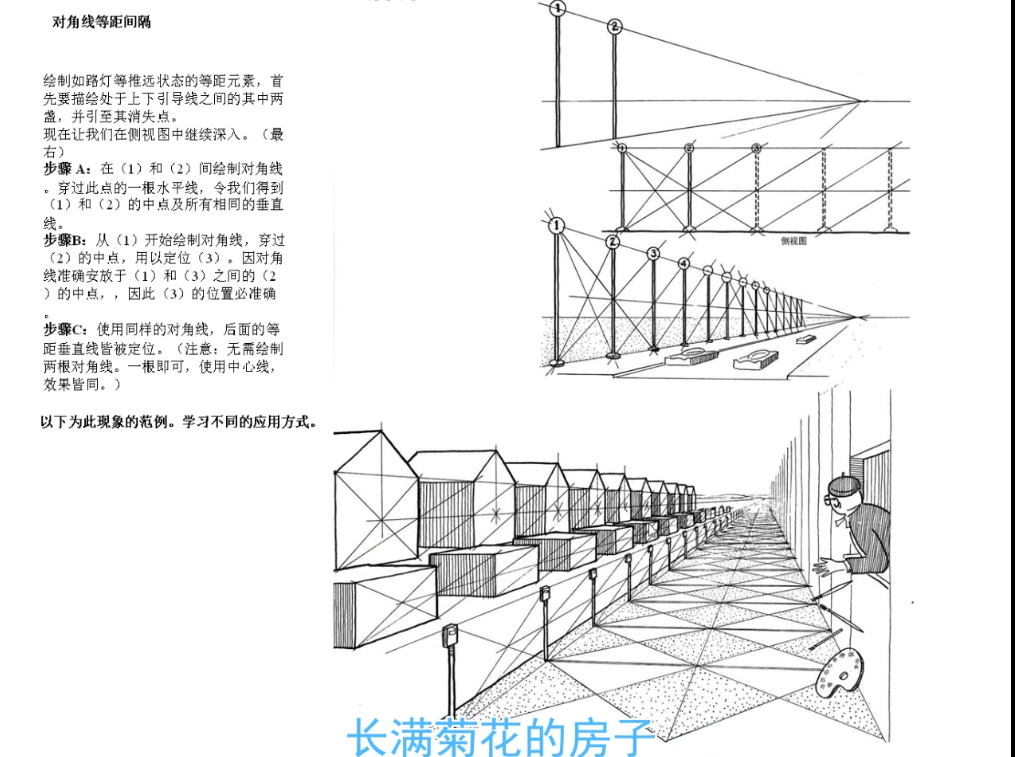 对角线等距间隔
绘制如路灯等推远状态的等距元素，首
先要描绘处于上下引导线之间的其中两
盏，并引至其消失点。
现在让我们在侧视图中继续深入。（最
右）
步骤 A：在（1）和（2）间绘制对角线
。穿过此点的一根水平线，令我们得到
（1）和（2）的中点及所有相同的垂直
线。
步骤B：从（1）开始绘制对角线，穿过
（2）的中点，用以定位（3）。因对角
线准确安放于（1）和（3）之间的（2
）的中点，，因此（3）的位置必准确
。
步骤C：使用同样的对角线，后面的等
距垂直线皆被定位。（注意：无需绘制
两根对角线。一根即可，使用中心线，
效果皆同。）
以下为此现象的范例。学习不同的应用方式。
1
2
1
2
3
侧视图
1
2
3
4
长满菊花的房子